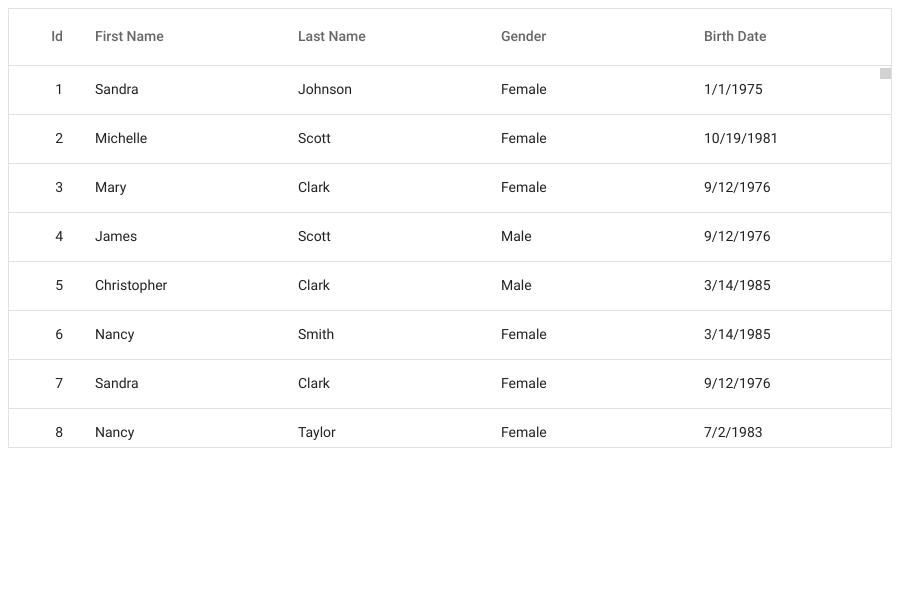 Id First Name Last Name Gender Birth Date
1 Sandra Johnson Female 1/1/1975
2 Michelle Scott Female 10/19/1981
3 Mary Clark Female 9/12/1976
4 James Scott Male 9/12/1976
5 Christopher Clark Male 3/14/1985
6 Nancy Smith Female 3/14/1985
7 Sandra Clark Female 9/12/1976
8 Nancy Taylor Female 7/2/1983